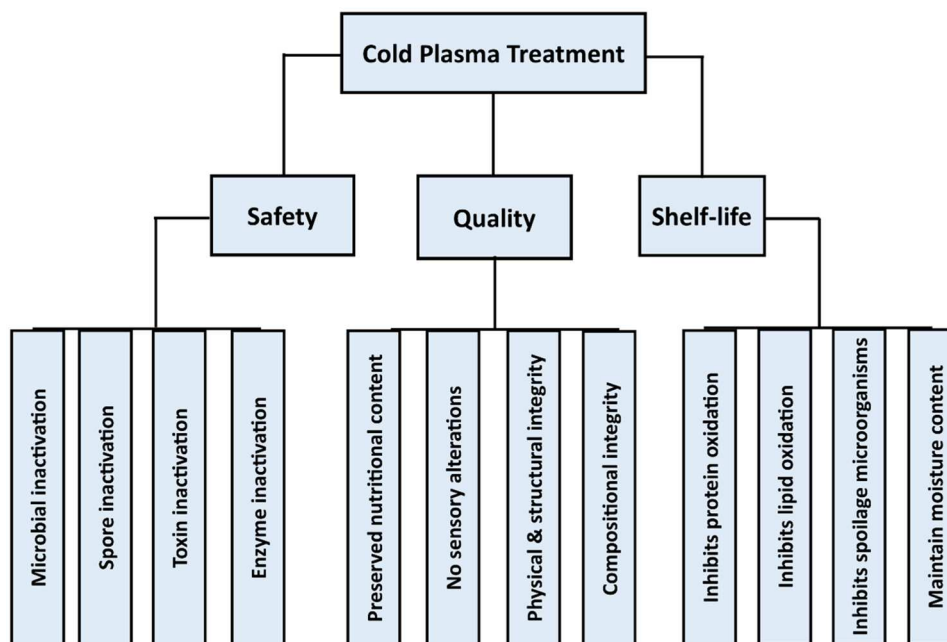 Cold Plasma Treatment
Safety
Quality
Shelf-life
Microbial inactivation
Spore inactivation
Toxin inactivation
Enzyme inactivation
Preserved nutritional content
No sensory alterations
Physical & structural integrity
Compositional integrity
Inhibits protein oxidation
Inhibits lipid oxidation
Inhibits spoilage microorganisms
Maintain moisture content